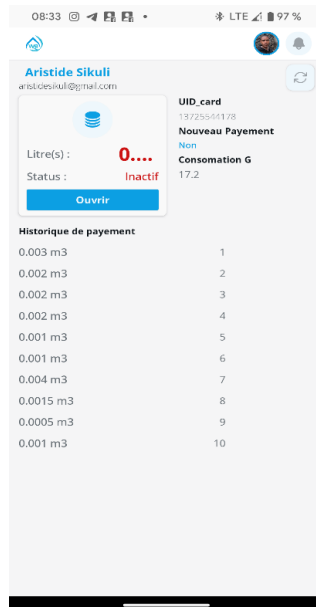 08:33 LTE 97 %
WP
Aristide Sikuli
aristidesikuli@gmail.com
Litre(s) : 0....
Status : Inactif
Ouvrir
UID_card
13725544178
Nouveau Payement
Non
Consomation G
17.2
Historique de payement
0.003 m3 1
0.002 m3 2
0.002 m3 3
0.002 m3 4
0.001 m3 5
0.001 m3 6
0.004 m3 7
0.0015 m3 8
0.0005 m3 9
0.001 m3 10